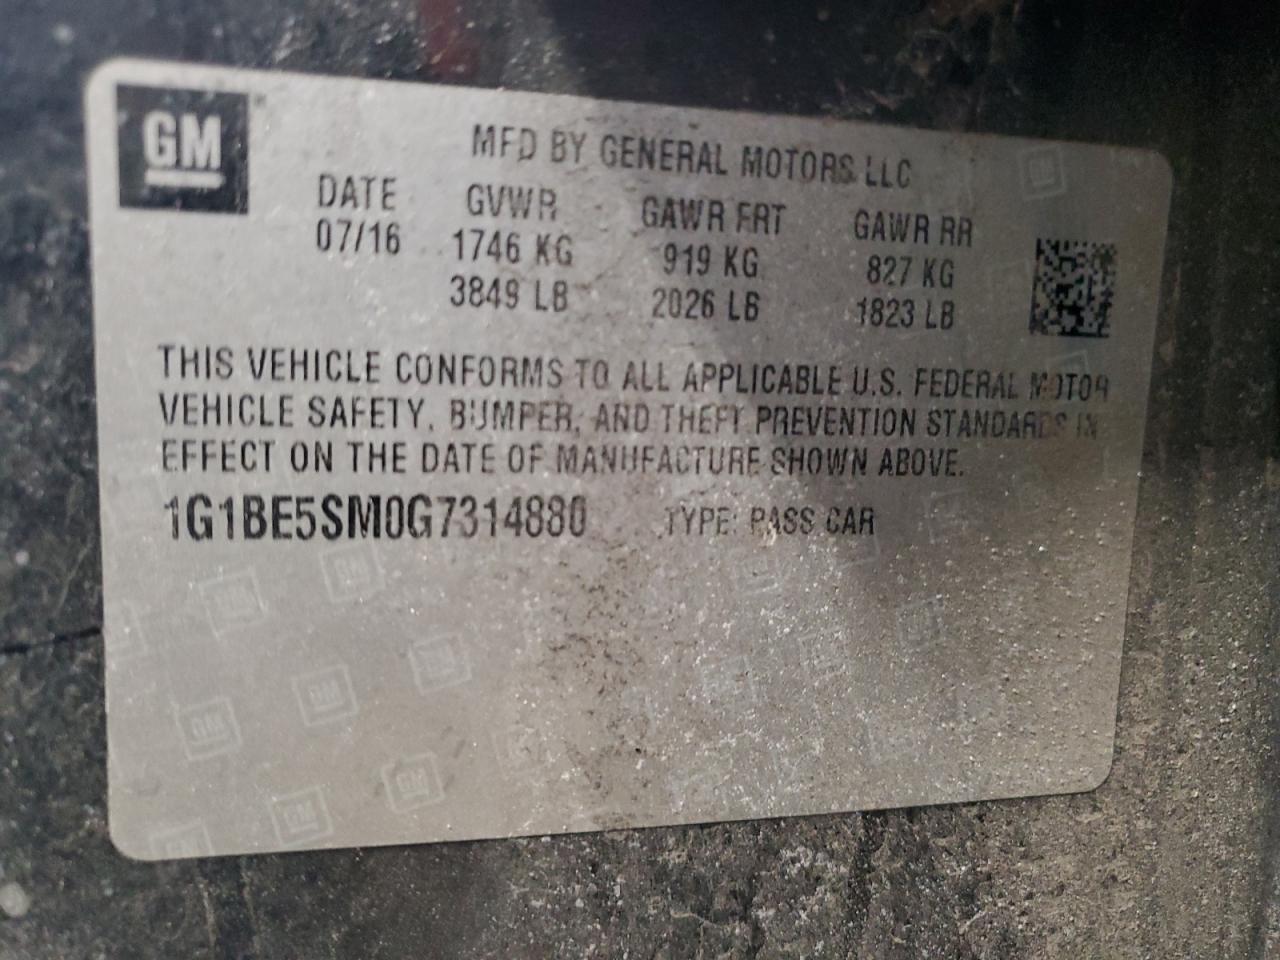 GM
MFD BY GENERAL MOTORS LLC
DATE GVWR GAWR FRT GAWR RR
07/16 1746 KG 919 KG 827 KG
3849 LB 2026 LB 1823 LB
THIS VEHICLE CONFORMS TO ALL APPLICABLE U.S. FEDERAL MOTOR
VEHICLE SAFETY, BUMPER, AND THEFT PREVENTION STANDARDS IN
EFFECT ON THE DATE OF MANUFACTURE SHOWN ABOVE.
1G1BE5SM0G7314880 TYPE: PASS CAR